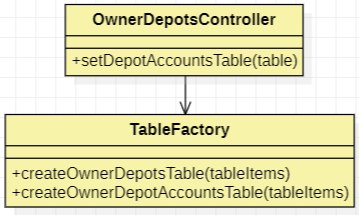 OwnerDepotsController
+setDepotAccountsTable(table)
TableFactory
+createOwnerDepotsTable(tableItems)
+createOwnerDepotAccountsTable(tableItems)